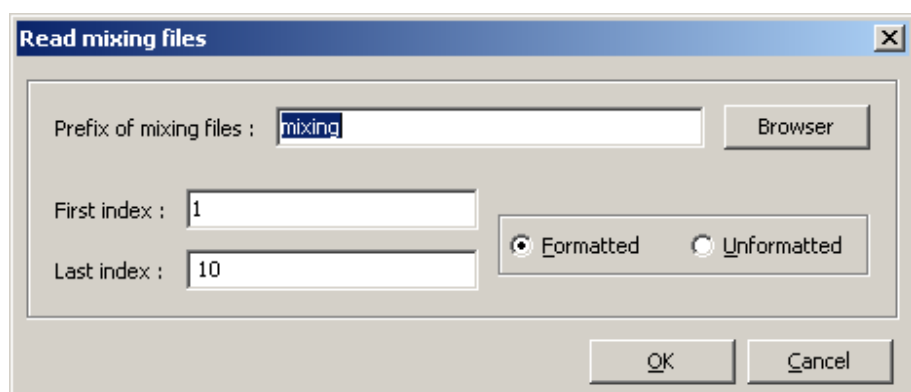 Read mixing files
Prefix of mixing files : mixing Browser
First index : 1
Formatted Unformatted
Last index : 10
OK Cancel